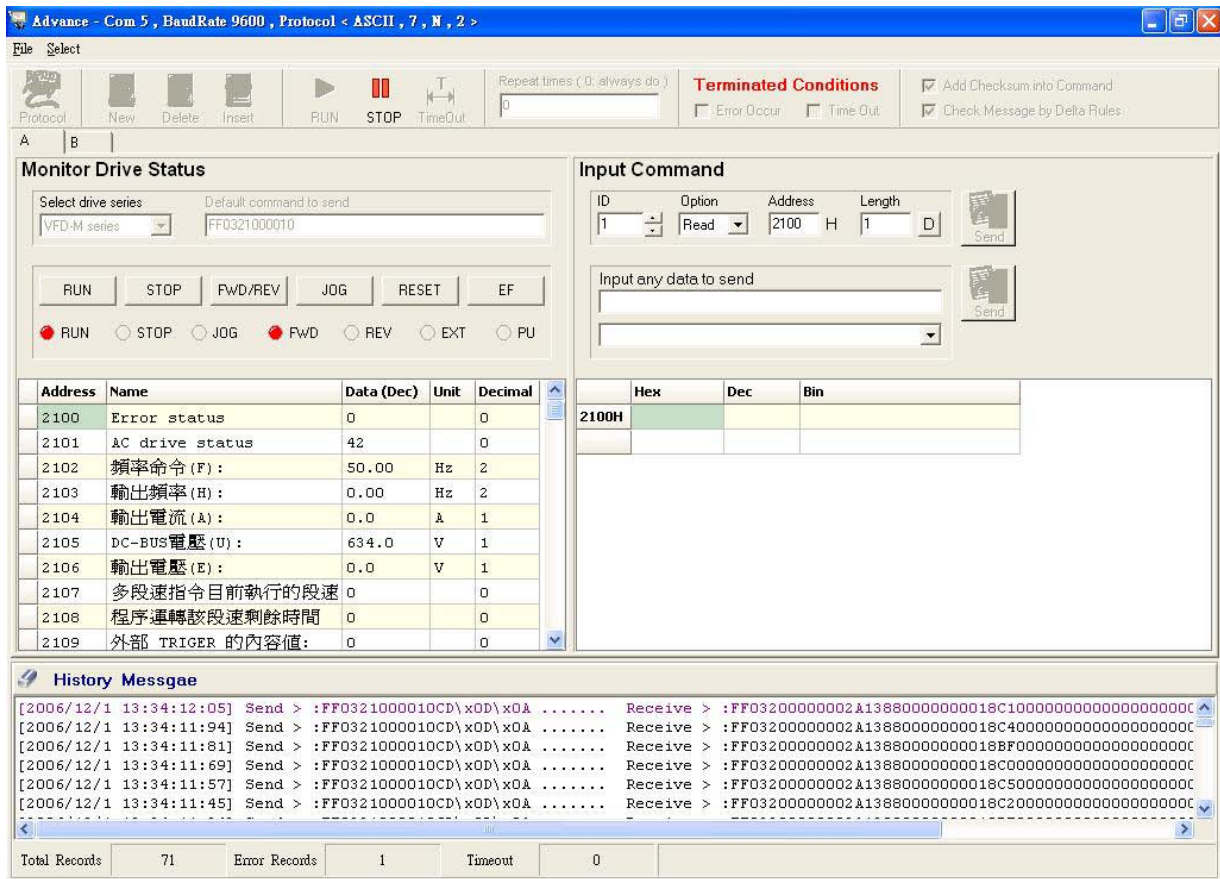 Advance - Com 5 , BaudRate 9600 , Protocol < ASCII , 7 , N , 2 >
File Select
Protocol New Delete Insert RUN STOP TimeOut
Repeat times ( 0: always do )
0
Terminated Conditions
Error Occur Time Out
Add Checksum into Command
Check Message by Delta Rules
A B
Monitor Drive Status
Select drive series Default command to send
VFD-M series FF0321000010
RUN STOP FWD/REV JOG RESET EF
RUN STOP JOG FWD REV EXT PU
Input Command
ID Option Address Length
1 Read 2100 H 1 D Send
Input any data to send
Send
Address Name Data (Dec) Unit Decimal
2100 Error status 0 0
2101 AC drive status 42 0
2102 頻率命令(F): 50.00 Hz 2
2103 輸出頻率(H): 0.00 Hz 2
2104 輸出電流(A): 0.0 A 1
2105 DC-BUS電壓(U): 634.0 V 1
2106 輸出電壓(E): 0.0 V 1
2107 多段速指令目前執行的段速 0 0
2108 程序運轉該段速剩餘時間 0 0
2109 外部 TRIGER 的內容值: 0 0
Hex Dec Bin
2100H
History Messgae
[2006/12/1 13:34:12:05] Send > :FF0321000010CD\x0D\x0A ....... Receive > :FF03200000002A13880000000018C1000000000000000000
[2006/12/1 13:34:11:94] Send > :FF0321000010CD\x0D\x0A ....... Receive > :FF03200000002A13880000000018C4000000000000000000
[2006/12/1 13:34:11:81] Send > :FF0321000010CD\x0D\x0A ....... Receive > :FF03200000002A13880000000018BF000000000000000000
[2006/12/1 13:34:11:69] Send > :FF0321000010CD\x0D\x0A ....... Receive > :FF03200000002A13880000000018C0000000000000000000
[2006/12/1 13:34:11:57] Send > :FF0321000010CD\x0D\x0A ....... Receive > :FF03200000002A13880000000018C5000000000000000000
[2006/12/1 13:34:11:45] Send > :FF0321000010CD\x0D\x0A ....... Receive > :FF03200000002A13880000000018C2000000000000000000
Total Records 71 Error Records 1 Timeout 0